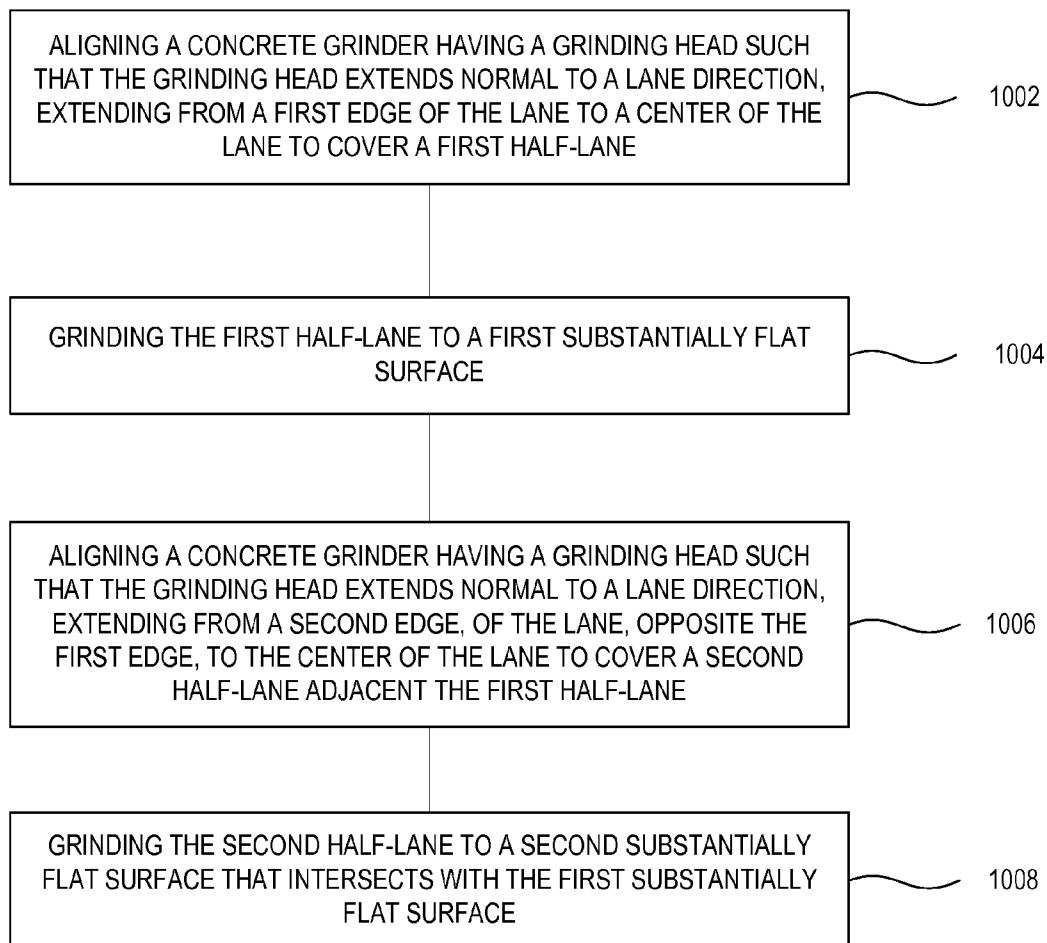 ALIGNING A CONCRETE GRINDER HAVING A GRINDING HEAD SUCH
THAT THE GRINDING HEAD EXTENDS NORMAL TO A LANE DIRECTION,
EXTENDING FROM A FIRST EDGE OF THE LANE TO A CENTER OF THE
LANE TO COVER A FIRST HALF-LANE
1002
GRINDING THE FIRST HALF-LANE TO A FIRST SUBSTANTIALLY FLAT
SURFACE
1004
ALIGNING A CONCRETE GRINDER HAVING A GRINDING HEAD SUCH
THAT THE GRINDING HEAD EXTENDS NORMAL TO A LANE DIRECTION,
EXTENDING FROM A SECOND EDGE, OF THE LANE, OPPOSITE THE
FIRST EDGE, TO THE CENTER OF THE LANE TO COVER A SECOND
HALF-LANE ADJACENT THE FIRST HALF-LANE
1006
GRINDING THE SECOND HALF-LANE TO A SECOND SUBSTANTIALLY
FLAT SURFACE THAT INTERSECTS WITH THE FIRST SUBSTANTIALLY
FLAT SURFACE
1008